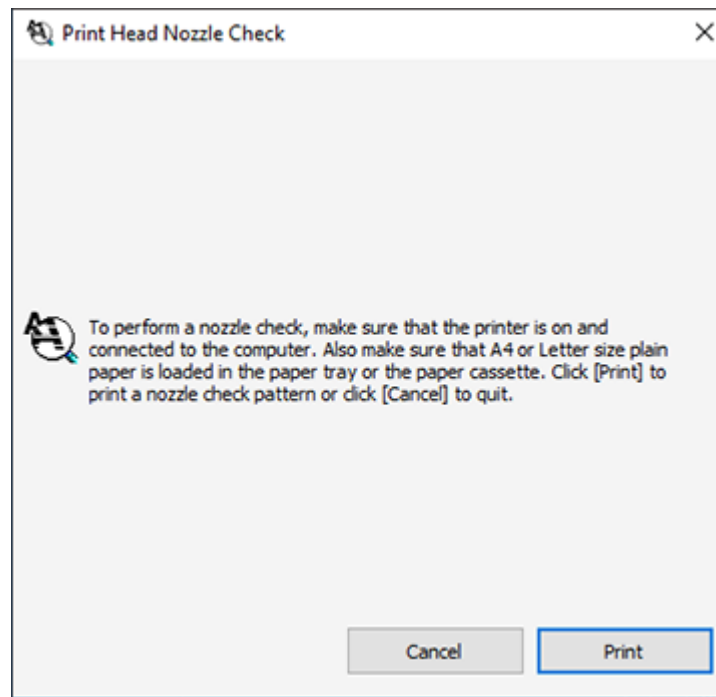 Print Head Nozzle Check
To perform a nozzle check, make sure that the printer is on and
connected to the computer. Also make sure that A4 or Letter size plain
paper is loaded in the paper tray or the paper cassette. Click [Print] to
print a nozzle check pattern or click [Cancel] to quit.
Cancel
Print